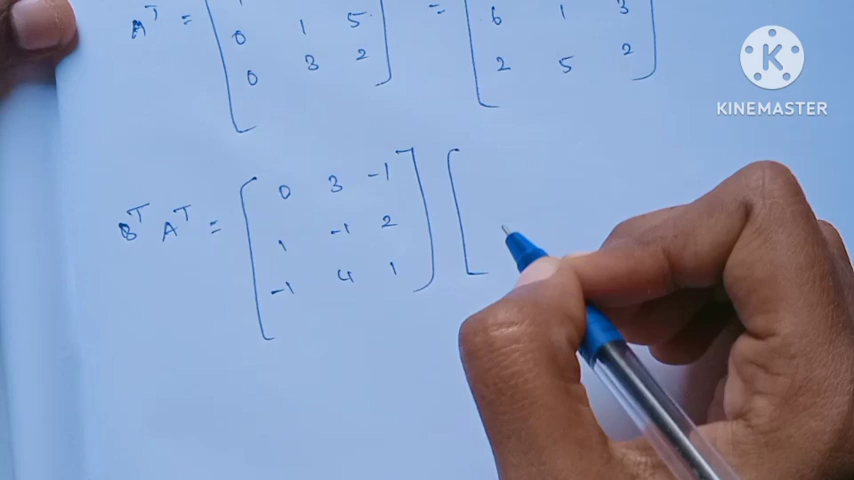 Aᵀ = [ 0 1 5 = [ 6 1 3
0 3 2 ] 2 5 2 ]
K
KINEMASTER
Bᵀ Aᵀ = [ 0 3 -1 ] [
1 -1 2
-1 4 1